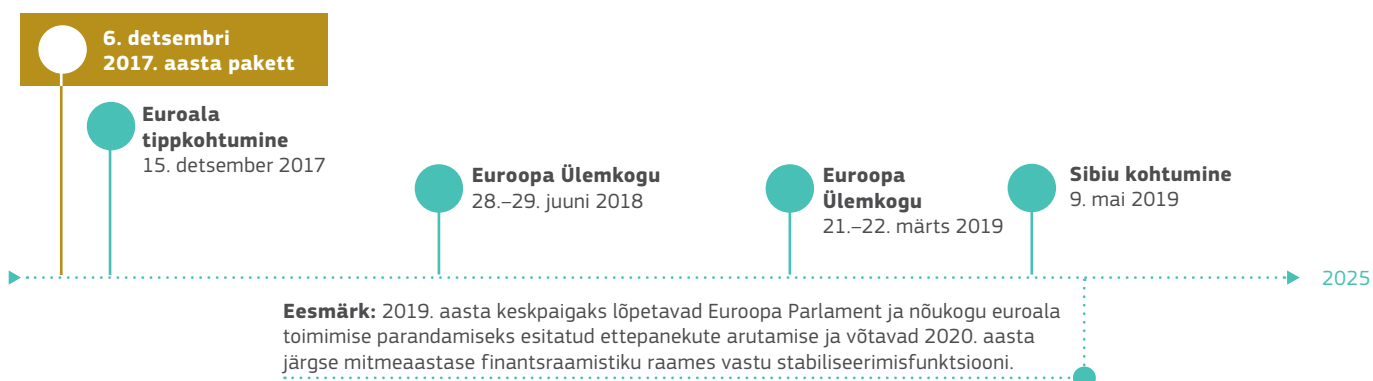 6. detsembri
2017. aasta pakett
Euroala
tippkohtumine
15. detsember 2017
Euroopa Ülemkogu
28.–29. juuni 2018
Euroopa
Ülemkogu
21.–22. märts 2019
Sibiu kohtumine
9. mai 2019
2025
Eesmärk: 2019. aasta keskpaigaks lõpetavad Euroopa Parlament ja nõukogu euroala
toimimise parandamiseks esitatud ettepanekute arutamise ja võtavad 2020. aasta
järgse mitmeaastase finantsraamistiku raames vastu stabiliseerimisfunktsiooni.